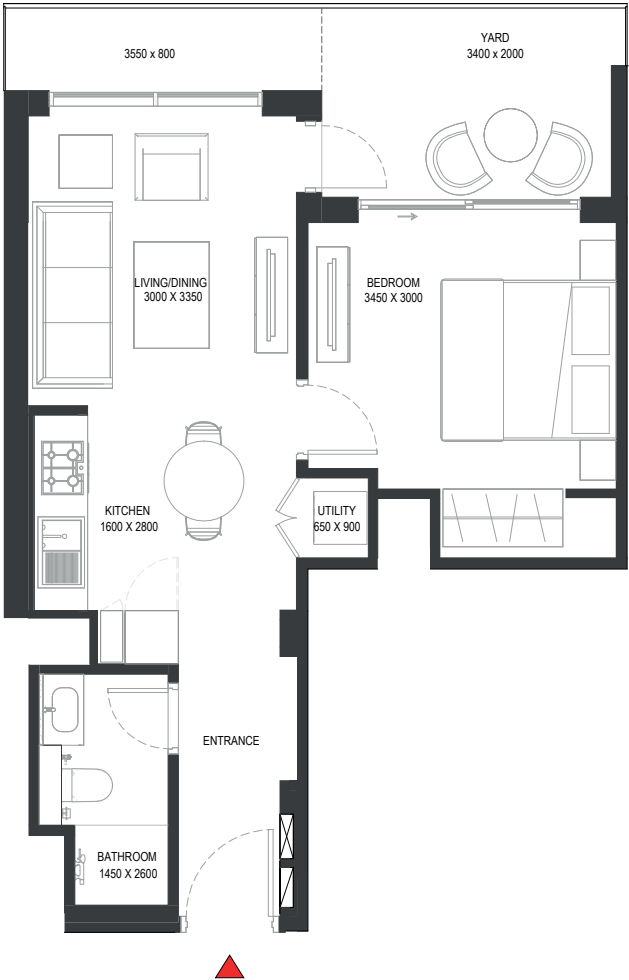 YARD
3400 x 2000
3550 x 800
LIVING/DINING
3000 X 3350
BEDROOM
3450 X 3000
KITCHEN
1600 X 2800
UTILITY
650 X 900
ENTRANCE
BATHROOM
1450 X 2600